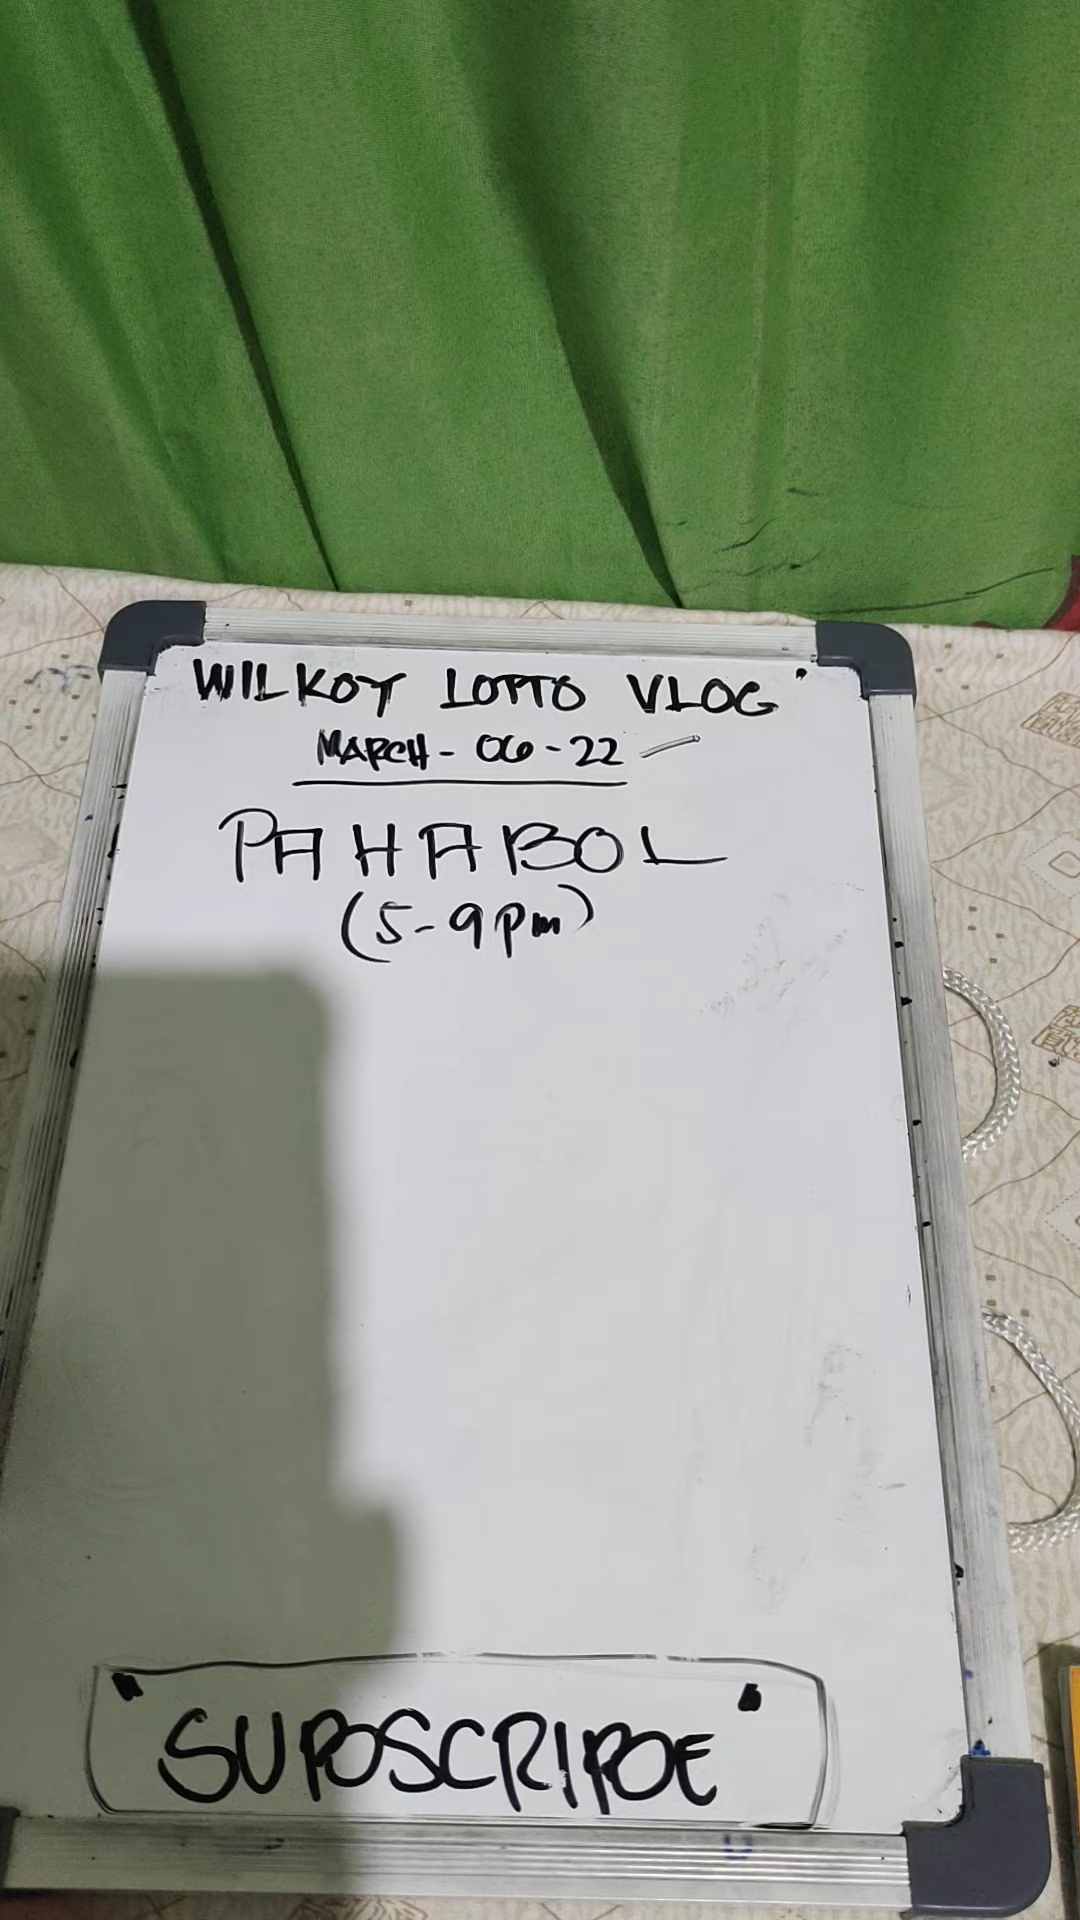 WILKOY LOTTO VLOG
MARCH - 06 - 22
PAHABOL
(5-9pm)
"SUBSCRIBE"